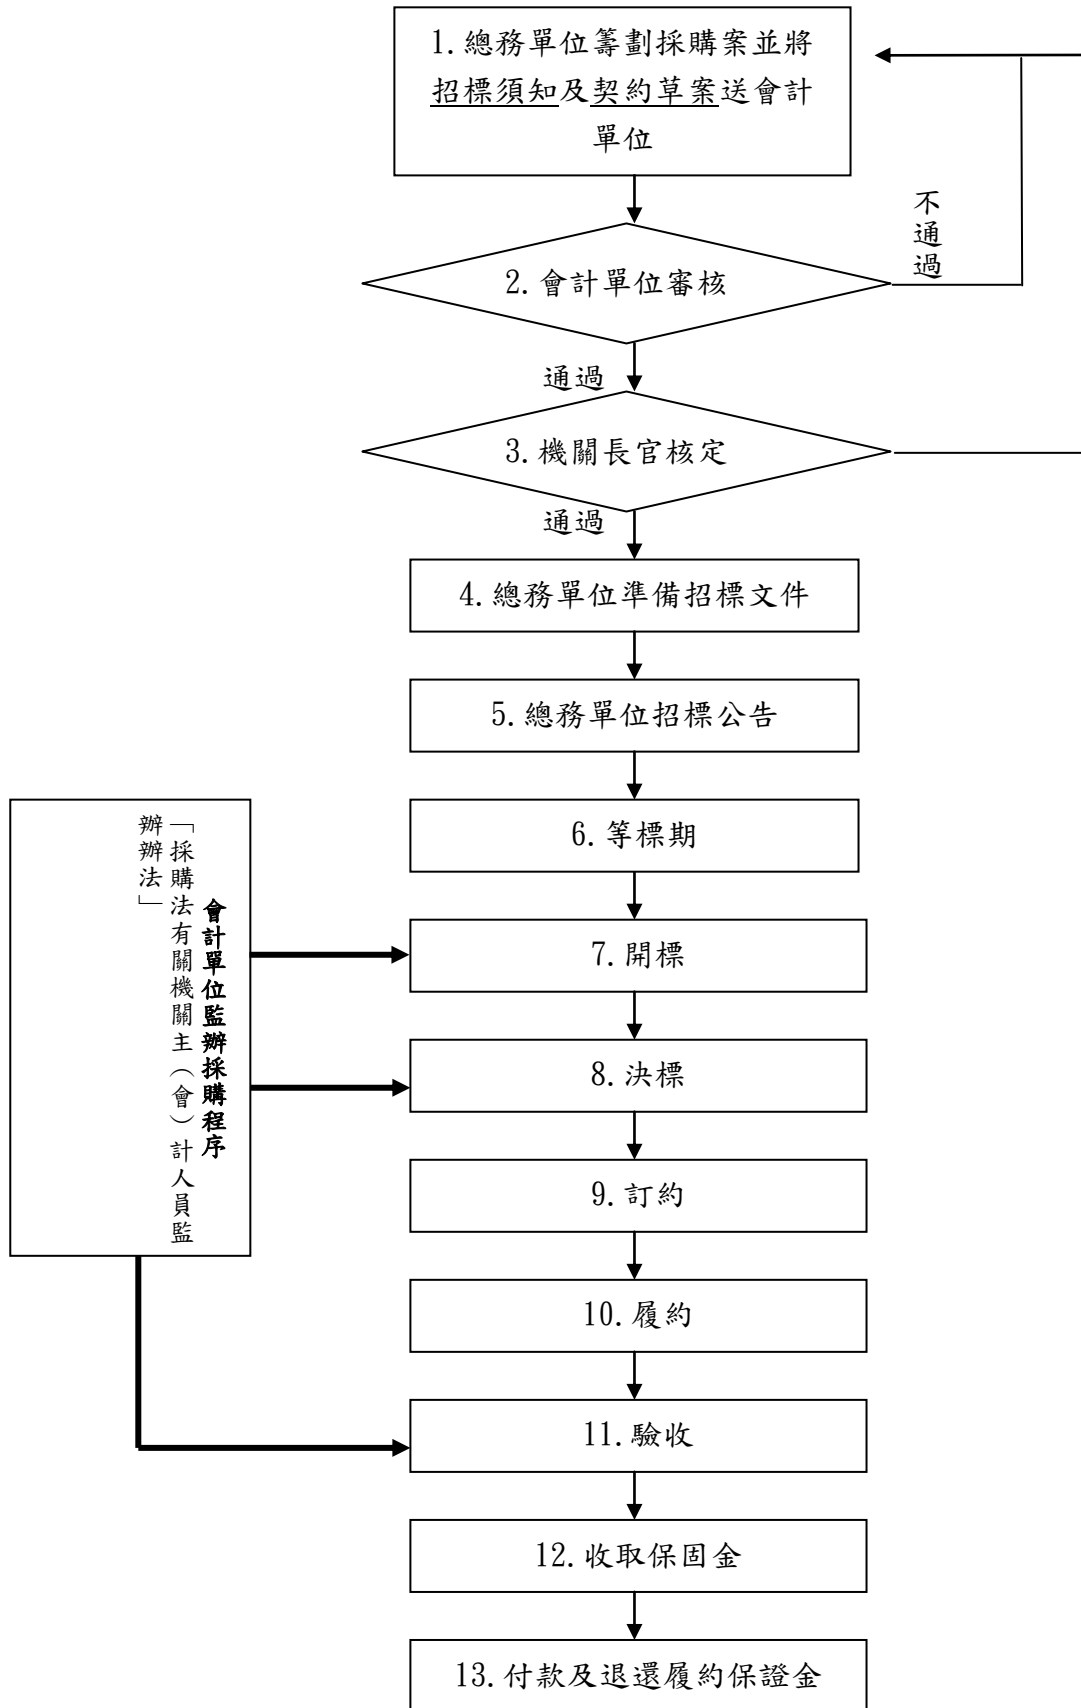 1.總務單位籌劃採購案並將
招標須知及契約草案送會計
單位
不通過
2.會計單位審核
通過
3.機關長官核定
通過
4.總務單位準備招標文件
5.總務單位招標公告
6.等標期
會計單位監辦採購程序
「採購法有關機關主（會）計人員監
辦辦法」
7.開標
8.決標
9.訂約
10.履約
11.驗收
12.收取保固金
13.付款及退還履約保證金